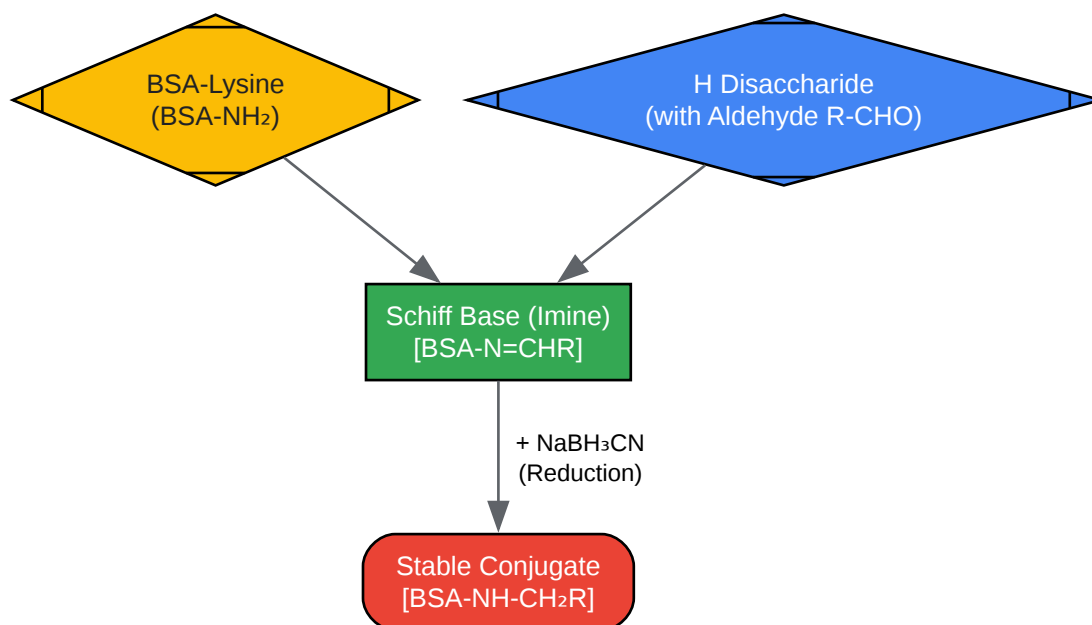 BSA-Lysine
(BSA-NH₂)
H Disaccharide
(with Aldehyde R-CHO)
Schiff Base (Imine)
[BSA-N=CHR]
+ NaBH₃CN
(Reduction)
Stable Conjugate
[BSA-NH-CH₂R]